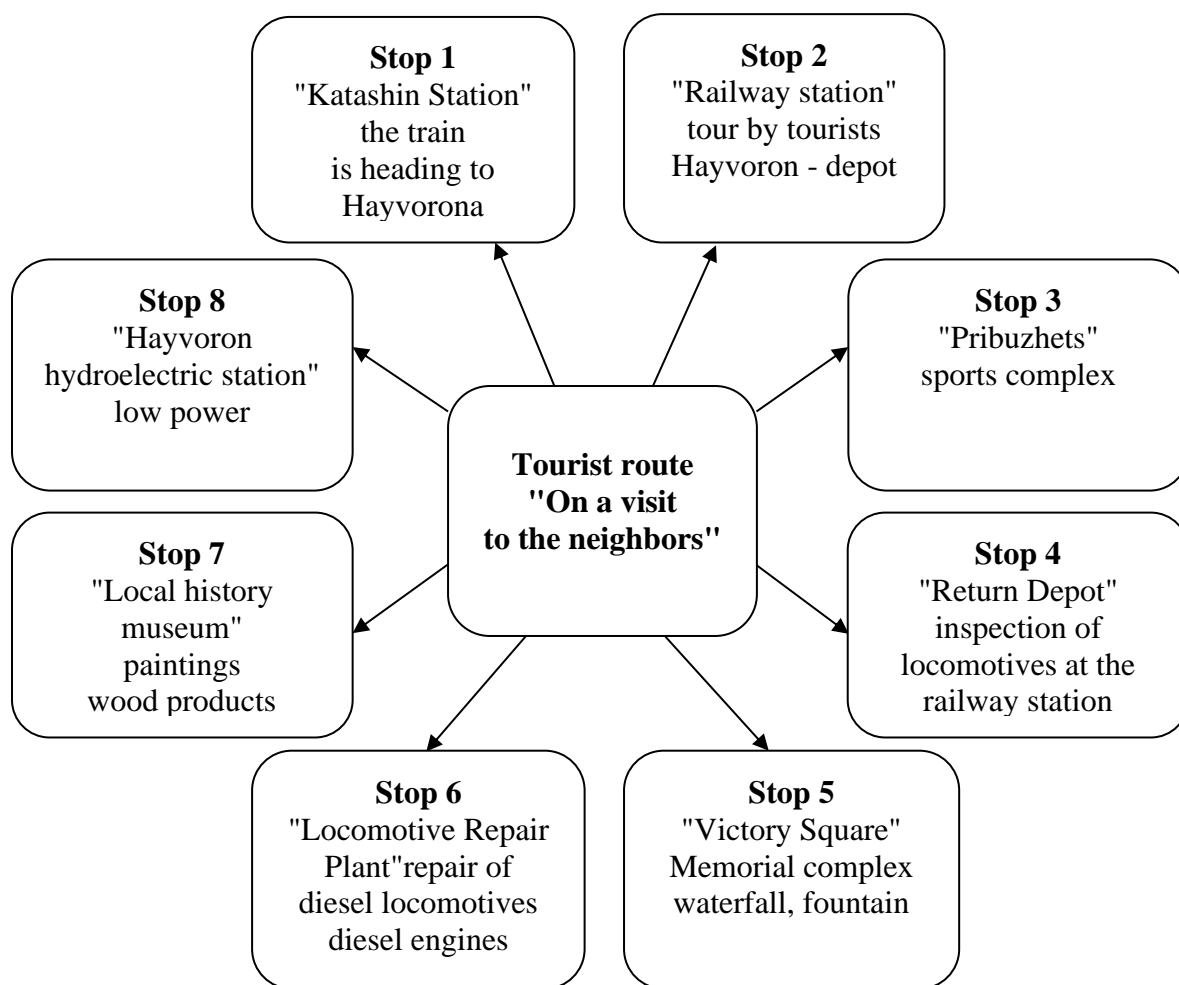 Stop 1
"Katashin Station"
the train
is heading to
Hayvorona
Stop 2
"Railway station"
tour by tourists
Hayvoron - depot
Stop 8
"Hayvoron
hydroelectric station"
low power
Stop 3
"Pribuzhets"
sports complex
Tourist route
"On a visit
to the neighbors"
Stop 7
"Local history
museum"
paintings
wood products
Stop 4
"Return Depot"
inspection of
locomotives at the
railway station
Stop 6
"Locomotive Repair
Plant"repair of
diesel locomotives
diesel engines
Stop 5
"Victory Square"
Memorial complex
waterfall, fountain